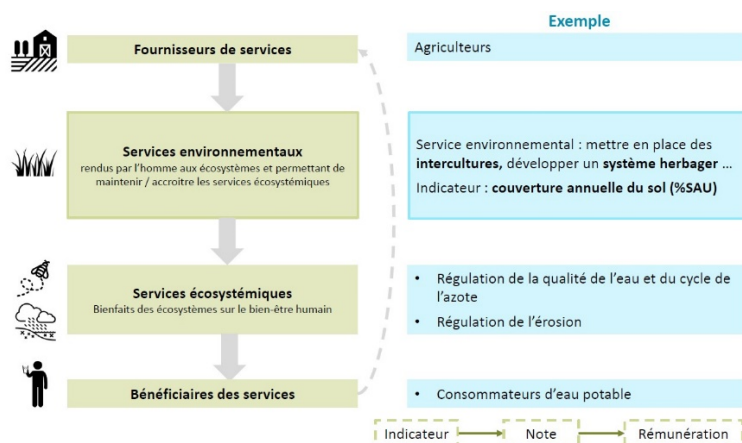 Exemple
Fournisseurs de services
Agriculteurs
Services environnementaux
rendus par l'homme aux écosystèmes et permettant de
maintenir / accroitre les services écosystémiques
Service environnemental : mettre en place des
intercultures, développer un système herbager ...
Indicateur : couverture annuelle du sol (%SAU)
Services écosystémiques
Bienfaits des écosystèmes sur le bien-être humain
• Régulation de la qualité de l'eau et du cycle de
l'azote
• Régulation de l'érosion
Bénéficiaires des services
• Consommateurs d'eau potable
Indicateur Note Rémunération